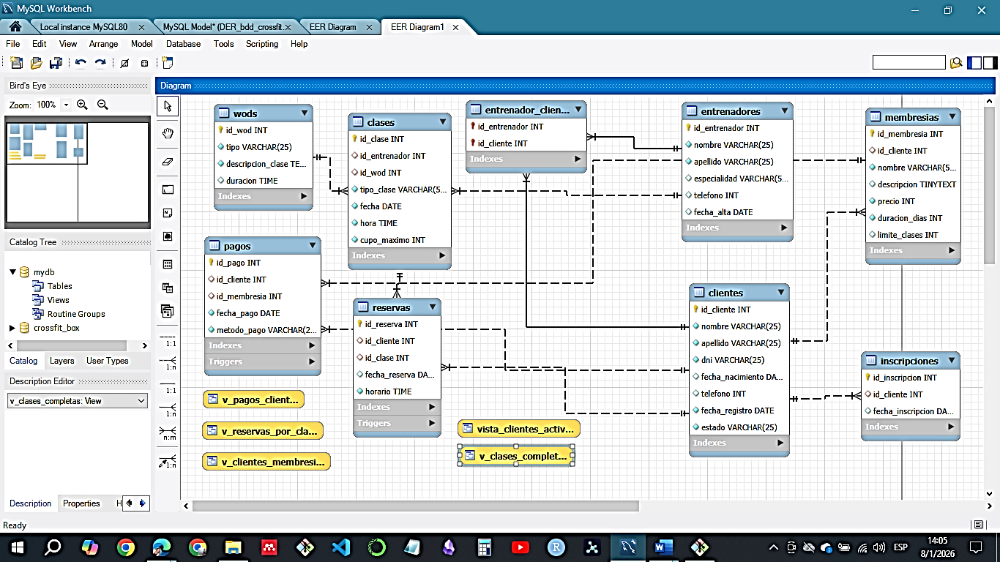 MySQL Workbench
Local instance MySQL80
MySQL Model* (DER_bdd_crossfit.
EER Diagram
EER Diagram1
File Edit View Arrange Model Database Tools Scripting Help
Bird's Eye
Zoom: 100%
Catalog Tree
mydb
Tables
Views
Routine Groups
crossfit_box
Catalog Layers User Types
Description Editor
v_clases_completas: View
Description Properties H
Ready
Diagram
1:1
1:n
1:1
1:n
n:m
1:n
wods
id_wod INT
tipo VARCHAR(25)
descripcion_clase TE...
duracion TIME
Indexes
clases
id_clase INT
id_entrenador INT
id_wod INT
tipo_clase VARCHAR(5...
fecha DATE
hora TIME
cupo_maximo INT
Indexes
entrenador_clien...
id_entrenador INT
id_cliente INT
Indexes
entrenadores
id_entrenador INT
nombre VARCHAR(25)
apellido VARCHAR(25)
especialidad VARCHAR(5...
telefono INT
fecha_alta DATE
Indexes
membresias
id_membresia INT
id_cliente INT
nombre VARCHAR(5...
descripcion TINYTEXT
precio INT
duracion_dias INT
limite_clases INT
Indexes
pagos
id_pago INT
id_cliente INT
id_membresia INT
fecha_pago DATE
metodo_pago VARCHAR(2...
Indexes
Triggers
reservas
id_reserva INT
id_cliente INT
id_clase INT
fecha_reserva DA...
horario TIME
Indexes
Triggers
clientes
id_cliente INT
nombre VARCHAR(25)
apellido VARCHAR(25)
dni VARCHAR(25)
fecha_nacimiento DA...
telefono INT
fecha_registro DATE
estado VARCHAR(25)
Indexes
inscripciones
id_inscripcion INT
id_cliente INT
fecha_inscripcion DA...
Indexes
v_pagos_client...
v_reservas_por_cla...
v_clientes_membresi...
vista_clientes_activ...
v_clases_complet...
ESP
14:05
8/1/2026